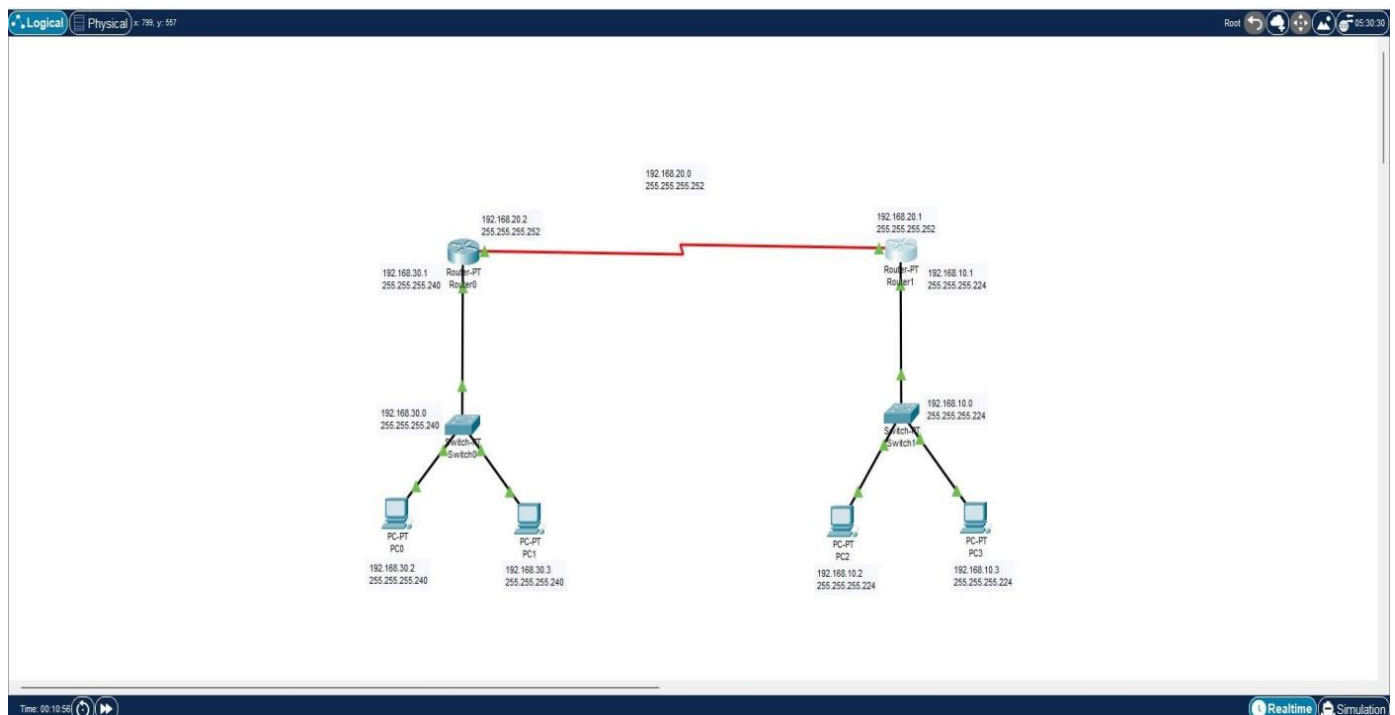 Logical Physical x: 799, y: 557 Root 05:30:30
192.168.20.0
255.255.255.252
192.168.20.2
255.255.255.252
192.168.20.1
255.255.255.252
192.168.30.1
255.255.255.240
Router-PT
Router0
Router-PT
Router1
192.168.10.1
255.255.255.224
192.168.30.0
255.255.255.240
Switch-PT
Switch0
192.168.10.0
255.255.255.224
Switch-PT
Switch1
PC-PT
PC0
192.168.30.2
255.255.255.240
PC-PT
PC1
192.168.30.3
255.255.255.240
PC-PT
PC2
192.168.10.2
255.255.255.224
PC-PT
PC3
192.168.10.3
255.255.255.224
Time: 00:10:56 Realtime Simulation